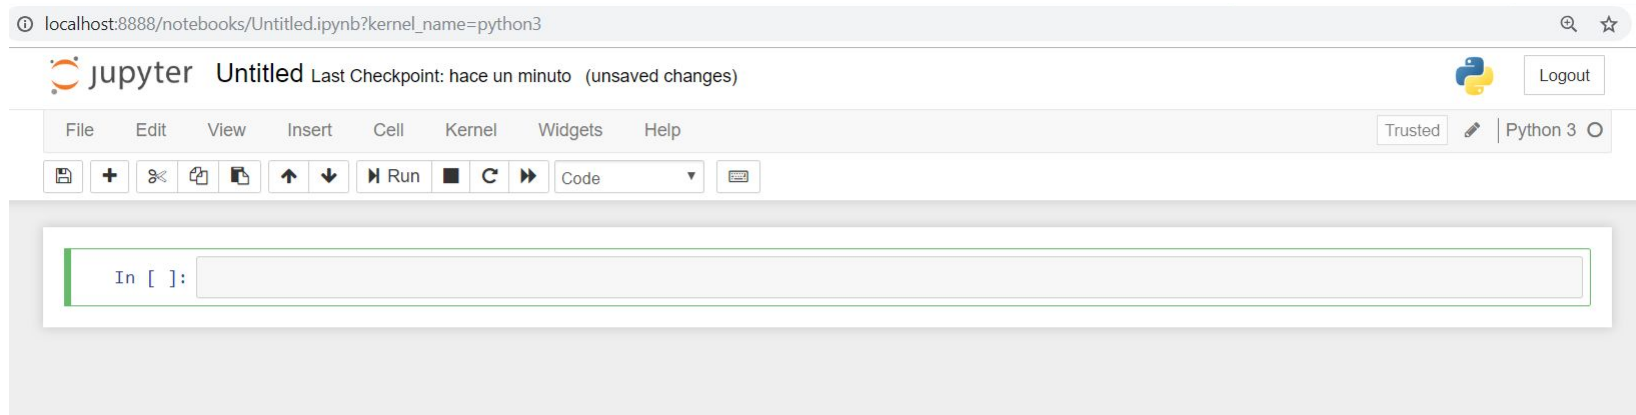 localhost:8888/notebooks/Untitled.ipynb?kernel_name=python3
jupyter Untitled Last Checkpoint: hace un minuto (unsaved changes) Logout
File Edit View Insert Cell Kernel Widgets Help Trusted Python 3
Run Code
In [ ]: